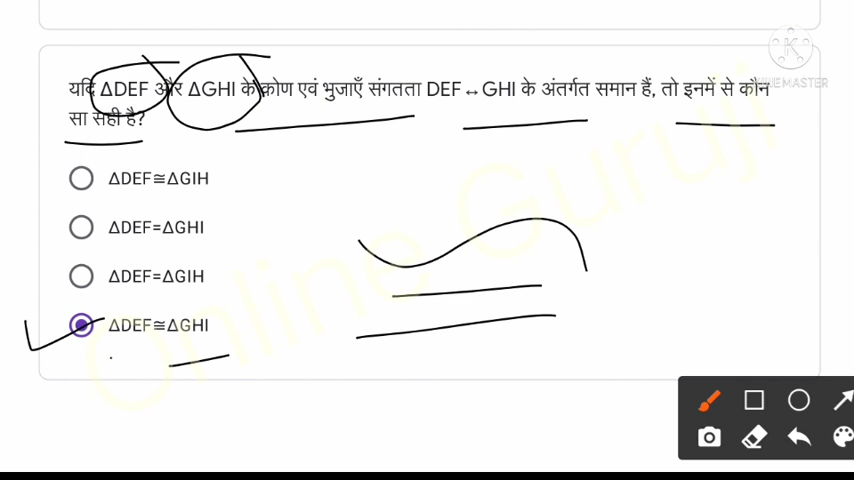 यदि ΔDEF और ΔGHI के कोण एवं भुजाएँ संगतता DEF↔GHI के अंतर्गत समान हैं, तो इनमें से कौन
सा सही है?
ΔDEF≅ΔGIH
ΔDEF=ΔGHI
ΔDEF=ΔGIH
ΔDEF≅ΔGHI
Online Guruji
KINEMASTER